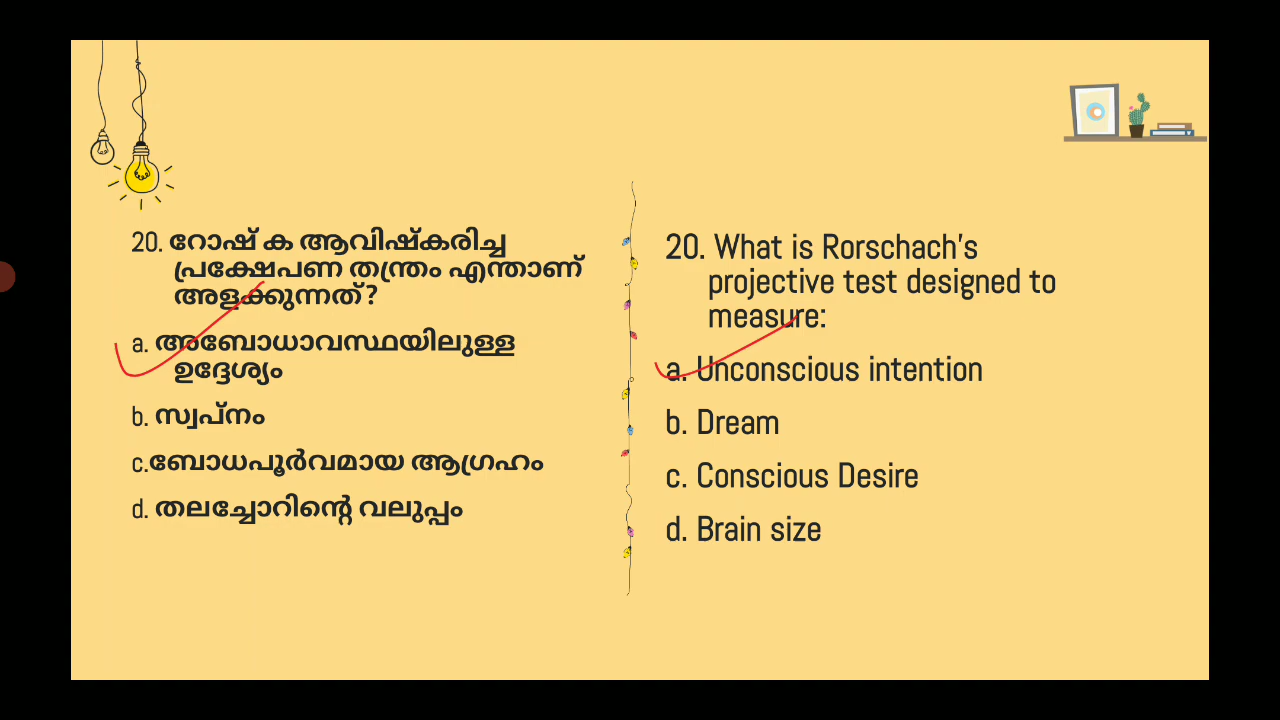 20. റോഷ് ക ആവിഷ്കരിച്ച
പ്രക്ഷേപണ തന്ത്രം എന്താണ്
അളക്കുന്നത്?
a. അബോധാവസ്ഥയിലുള്ള
ഉദ്ദേശ്യം
b. സ്വപ്നം
c.ബോധപൂർവമായ ആഗ്രഹം
d. തലച്ചോറിന്റെ വലുപ്പം
20. What is Rorschach's
projective test designed to
measure:
a. Unconscious intention
b. Dream
c. Conscious Desire
d. Brain size